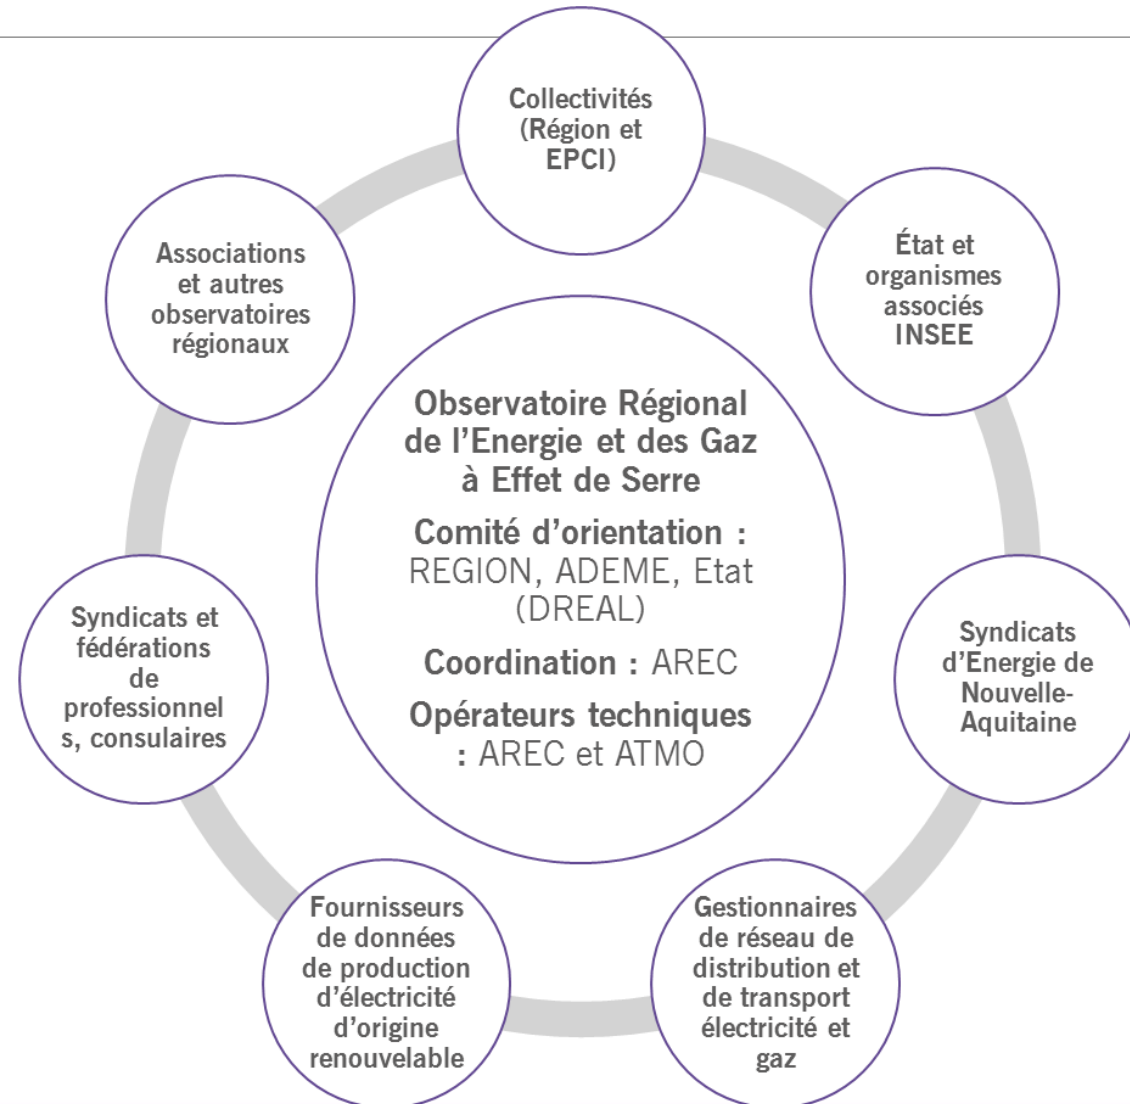 Collectivités
(Région et
EPCI)
État et
organismes
associés
INSEE
Syndicats
d’Energie de
Nouvelle-
Aquitaine
Gestionnaires
de réseau de
distribution et
de transport
électricité et
gaz
Fournisseurs
de données
de production
d’électricité
d’origine
renouvelable
Syndicats et
fédérations
de
professionnel
s, consulaires
Associations
et autres
observatoires
régionaux
Observatoire Régional
de l’Energie et des Gaz
à Effet de Serre
Comité d’orientation :
REGION, ADEME, Etat
(DREAL)
Coordination : AREC
Opérateurs techniques
: AREC et ATMO